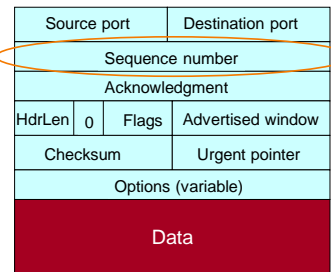 Source port Destination port
Sequence number
Acknowledgment
HdrLen 0 Flags Advertised window
Checksum Urgent pointer
Options (variable)
Data